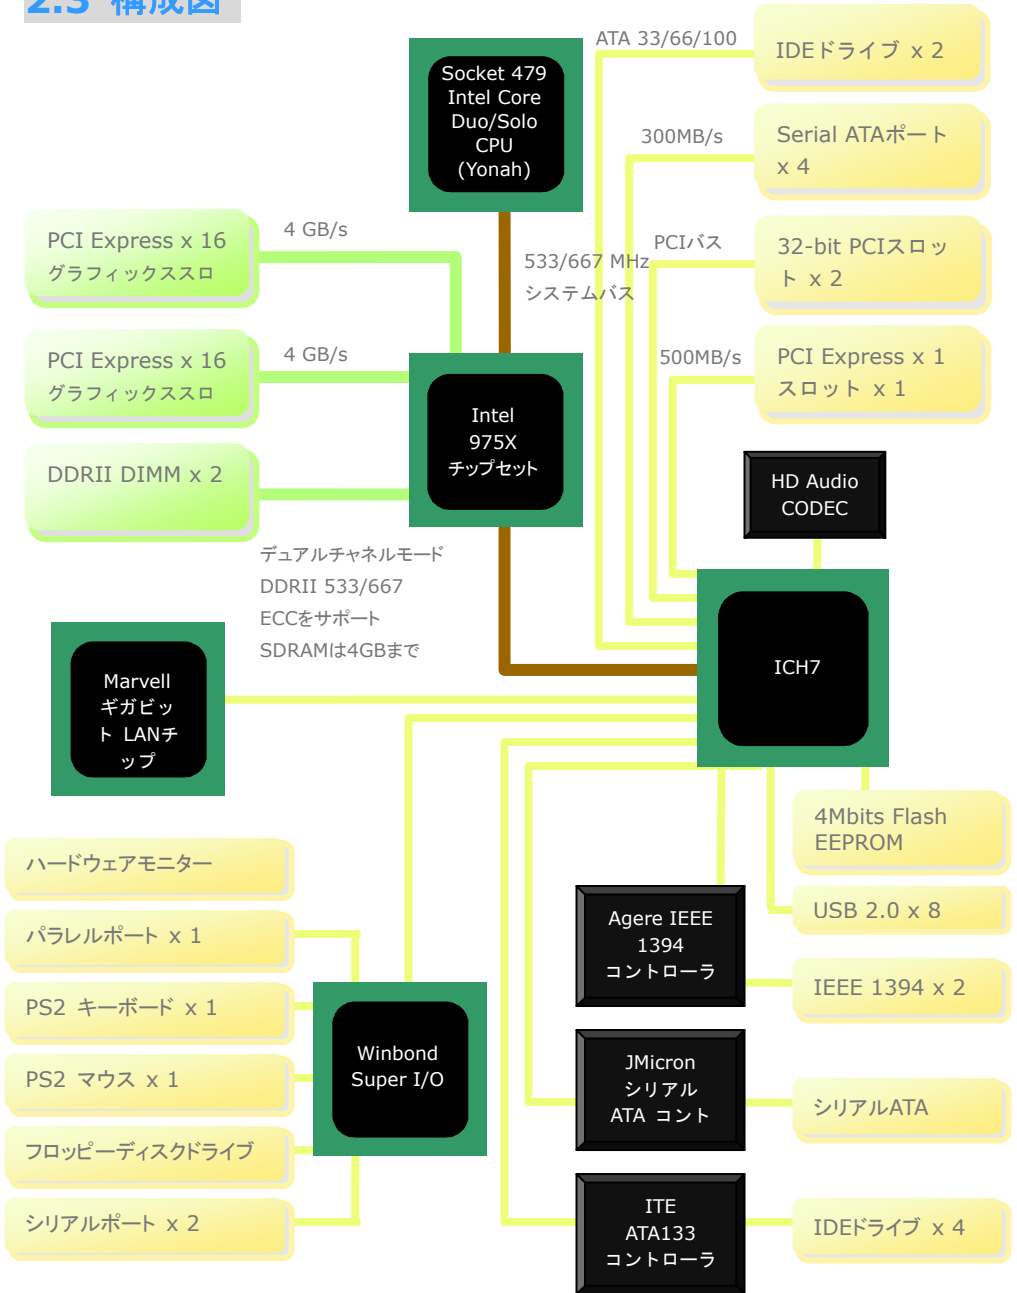 2.3 構成図
Socket 479
Intel Core
Duo/Solo
CPU
(Yonah)
ATA 33/66/100
IDEドライブ x 2
300MB/s
Serial ATAポート
x 4
PCI Express x 16
グラフィックススロ
4 GB/s
533/667 MHz
システムバス
PCIバス
32-bit PCIスロッ
ト x 2
PCI Express x 16
グラフィックススロ
4 GB/s
500MB/s
PCI Express x 1
スロット x 1
Intel
975X
チップセット
DDRII DIMM x 2
HD Audio
CODEC
デュアルチャネルモード
DDRII 533/667
ECCをサポート
SDRAMは4GBまで
ICH7
Marvell
ギガビッ
ト LANチ
ップ
4Mbits Flash
EEPROM
ハードウェアモニター
パラレルポート x 1
PS2 キーボード x 1
PS2 マウス x 1
フロッピーディスクドライブ
シリアルポート x 2
Winbond
Super I/O
Agere IEEE
1394
コントローラ
USB 2.0 x 8
IEEE 1394 x 2
JMicron
シリアル
ATA コント
シリアルATA
ITE
ATA133
コントローラ
IDEドライブ x 4